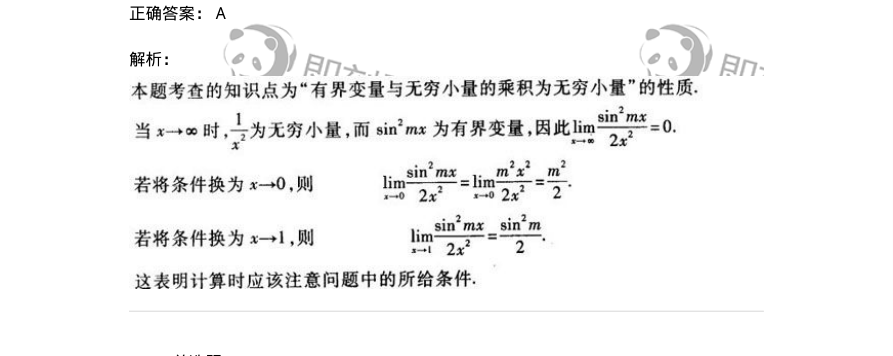 正确答案： A
解析：
本题考查的知识点为“有界变量与无穷小量的乘积为无穷小量”的性质.
当 x→∞ 时, 1/x² 为无穷小量,而 sin²mx 为有界变量,因此 lim x→∞ sin²mx/2x² = 0.
若将条件换为 x→0,则 lim x→0 sin²mx/2x² = lim x→0 m²x²/2x² = m²/2.
若将条件换为 x→1,则 lim x→1 sin²mx/2x² = sin²m/2.
这表明计算时应该注意问题中的所给条件.